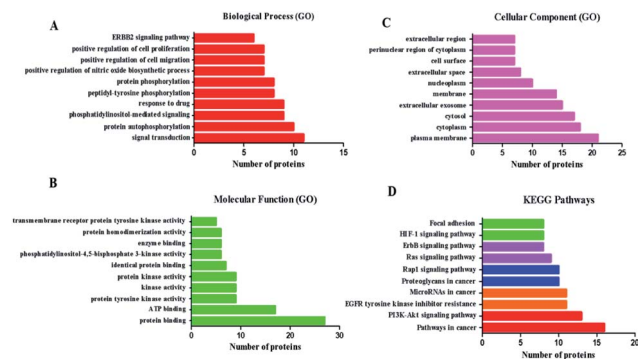 A
Biological Process (GO)
ERBB2 signaling pathway
positive regulation of cell proliferation
positive regulation of cell migration
positive regulation of nitric oxide biosynthetic process
protein phosphorylation
peptidyl-tyrosine phosphorylation
response to drug
phosphatidylinositol-mediated signaling
protein autophosphorylation
signal transduction
0 5 10 15
Number of proteins
B
Molecular Function (GO)
transmembrane receptor protein tyrosine kinase activity
protein homodimerization activity
enzyme binding
phosphatidylinositol-4,5-bisphosphate 3-kinase activity
identical protein binding
protein kinase activity
kinase activity
protein tyrosine kinase activity
ATP binding
protein binding
0 10 20 30
Number of proteins
C
Cellular Component (GO)
extracellular region
perinuclear region of cytoplasm
cell surface
extracellular space
nucleoplasm
membrane
extracellular exosome
cytosol
cytoplasm
plasma membrane
0 5 10 15 20 25
Number of proteins
D
KEGG Pathways
Focal adhesion
HIF-1 signaling pathway
ErbB signaling pathway
Ras signaling pathway
Rap1 signaling pathway
Proteoglycans in cancer
MicroRNAs in cancer
EGFR tyrosine kinase inhibitor resistance
PI3K-Akt signaling pathway
Pathways in cancer
0 5 10 15 20
Number of proteins